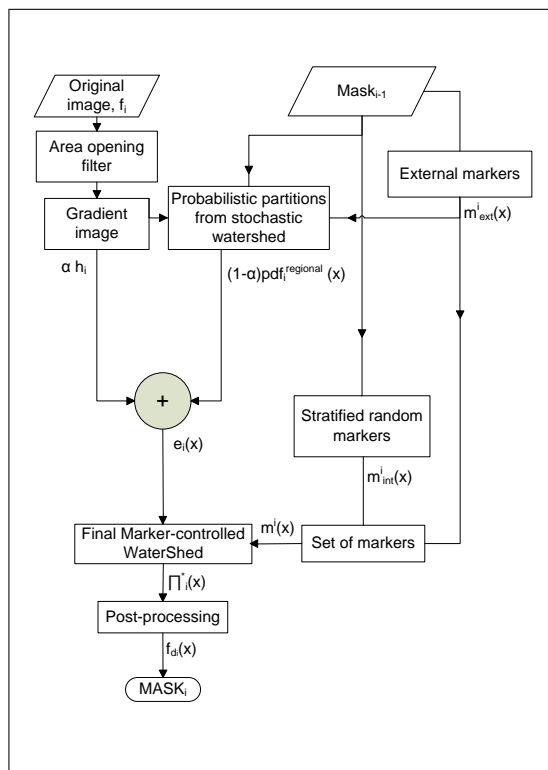 Original
image, fᵢ
Maskᵢ₋₁
Area opening
filter
External markers
Probabilistic partitions
from stochastic
watershed
Gradient
image
mⁱₑₓₜ(x)
α hᵢ
(1-α)pdfᵢʳᵉᵍⁱᵒⁿᵃˡ (x)
+
Stratified random
markers
eᵢ(x)
mⁱᵢₙₜ(x)
Final Marker-controlled
WaterShed
mⁱ(x)
Set of markers
∏*ᵢ(x)
Post-processing
f_di(x)
MASKᵢ